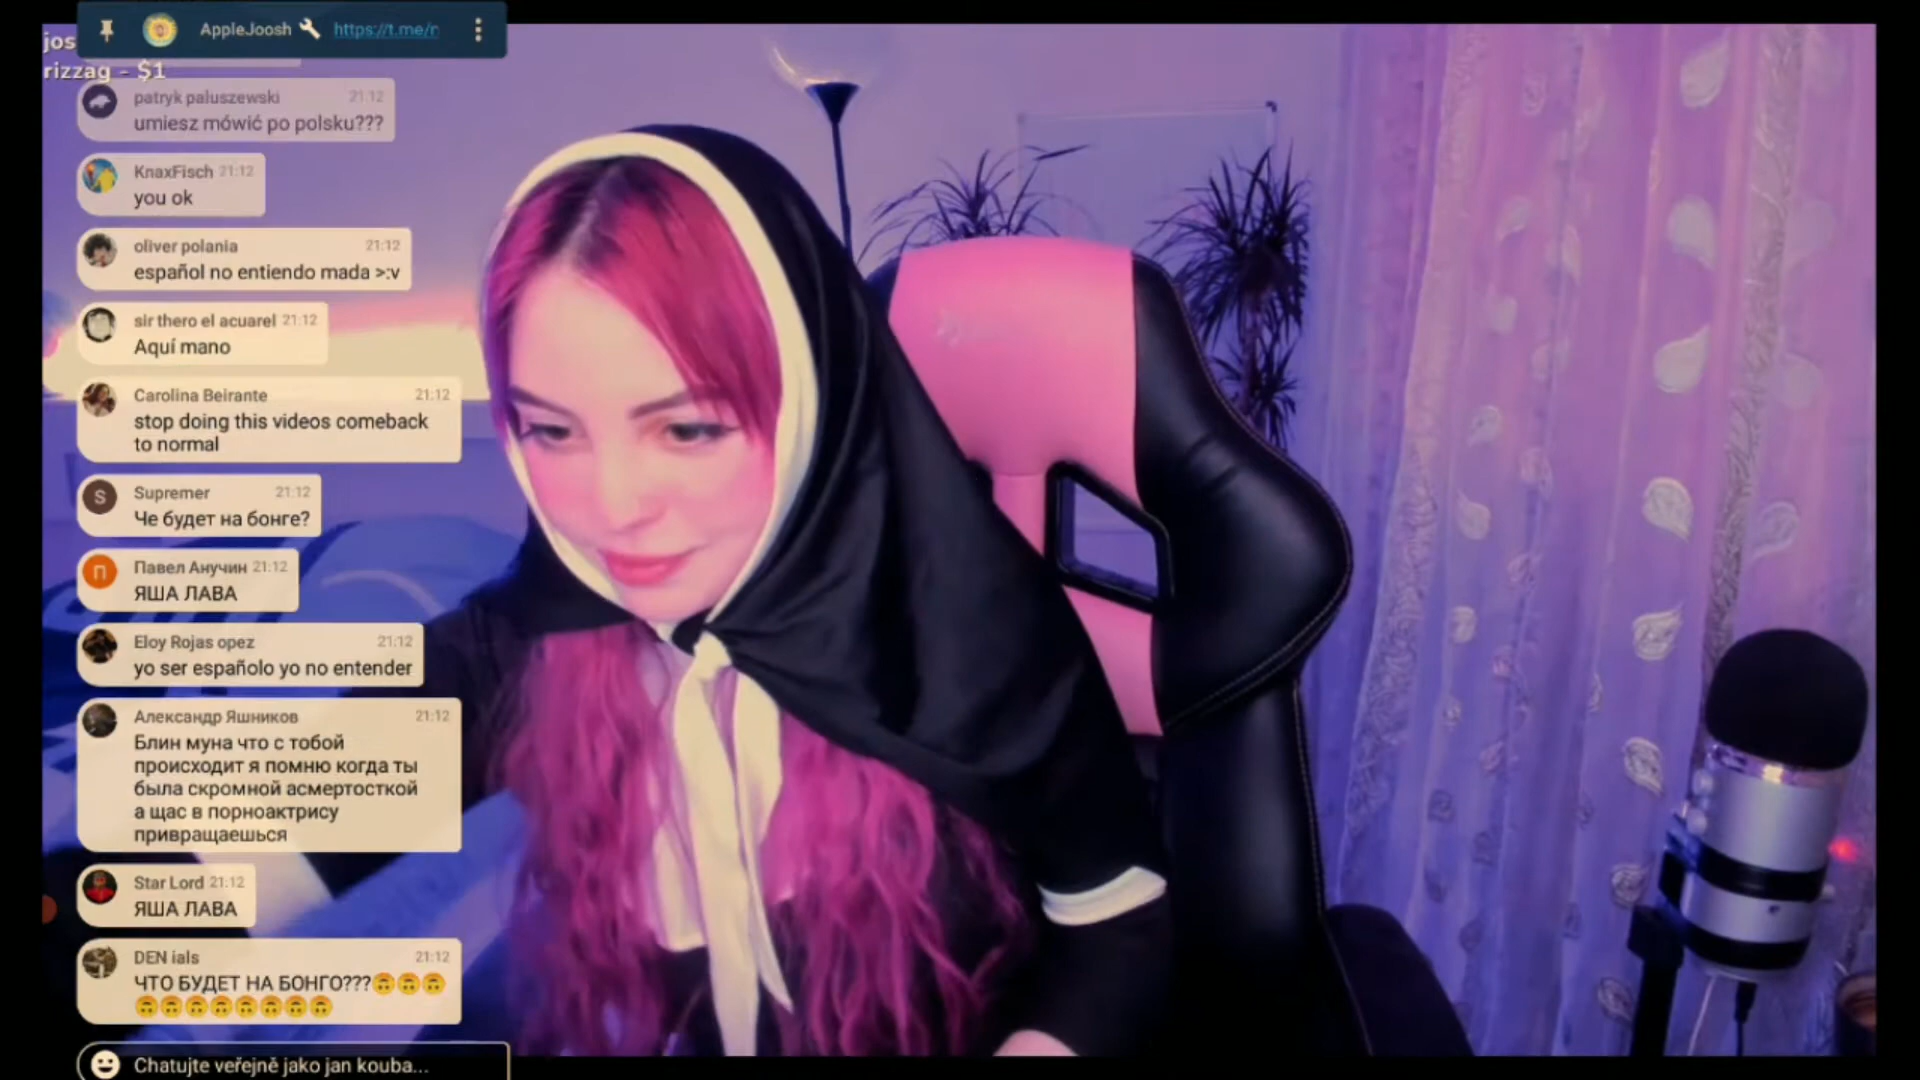 AppleJoosh https://t.me/r
jos
rizzag - $1
patryk paluszewski 21:12
umiesz mówić po polsku???
KnaxFisch 21:12
you ok
oliver polania 21:12
español no entiendo mada >:v
sir thero el acuarel 21:12
Aquí mano
Carolina Beirante 21:12
stop doing this videos comeback
to normal
S
Supremer 21:12
Че будет на бонге?
П
Павел Анучин 21:12
ЯША ЛАВА
Eloy Rojas opez 21:12
yo ser españolo yo no entender
Александр Яшников 21:12
Блин муна что с тобой
происходит я помню когда ты
была скромной асмертосткой
а щас в порноактрису
привращаешься
Star Lord 21:12
ЯША ЛАВА
DEN ials 21:12
ЧТО БУДЕТ НА БОНГО???🙃🙃🙃
🙃🙃🙃🙃🙃🙃🙃🙃
Chatujte veřejně jako jan kouba...